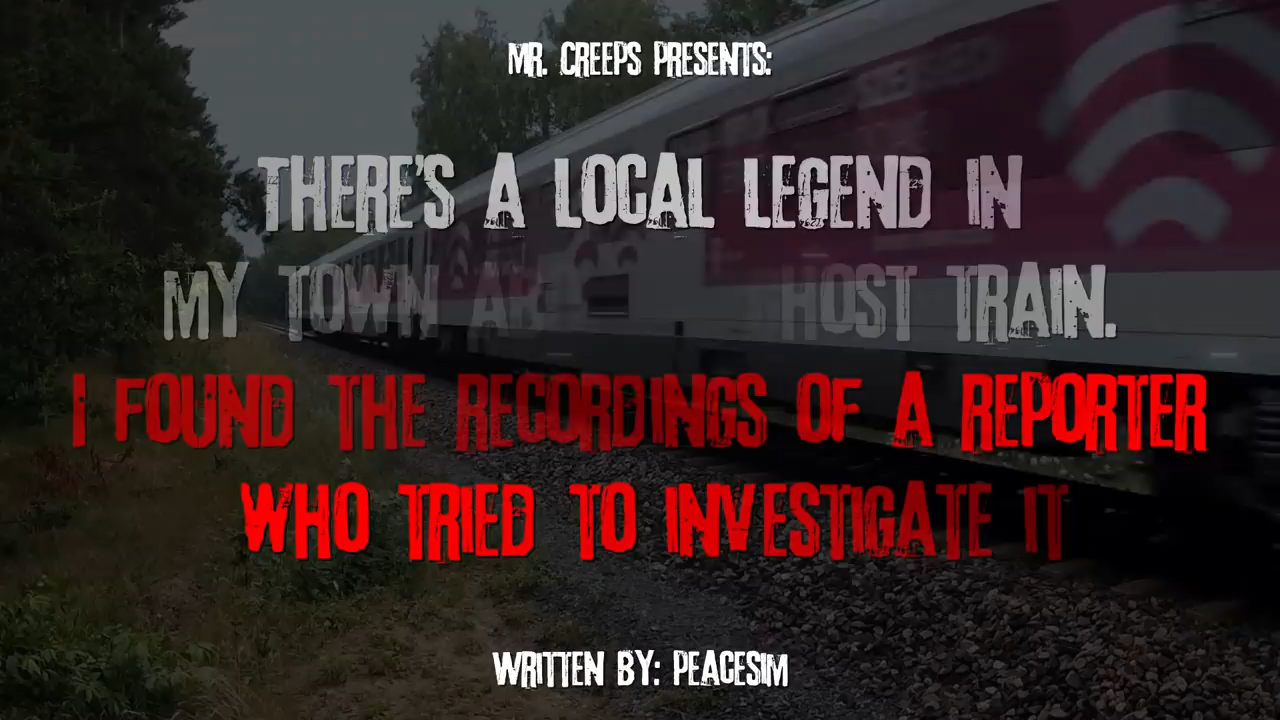 MR. CREEPS PRESENTS:
THERE'S A LOCAL LEGEND IN
MY TOWN HOST TRAIN.
I FOUND THE RECORDINGS OF A REPORTER
WHO TRIED TO INVESTIGATE IT
WRITTEN BY: PEACESIM